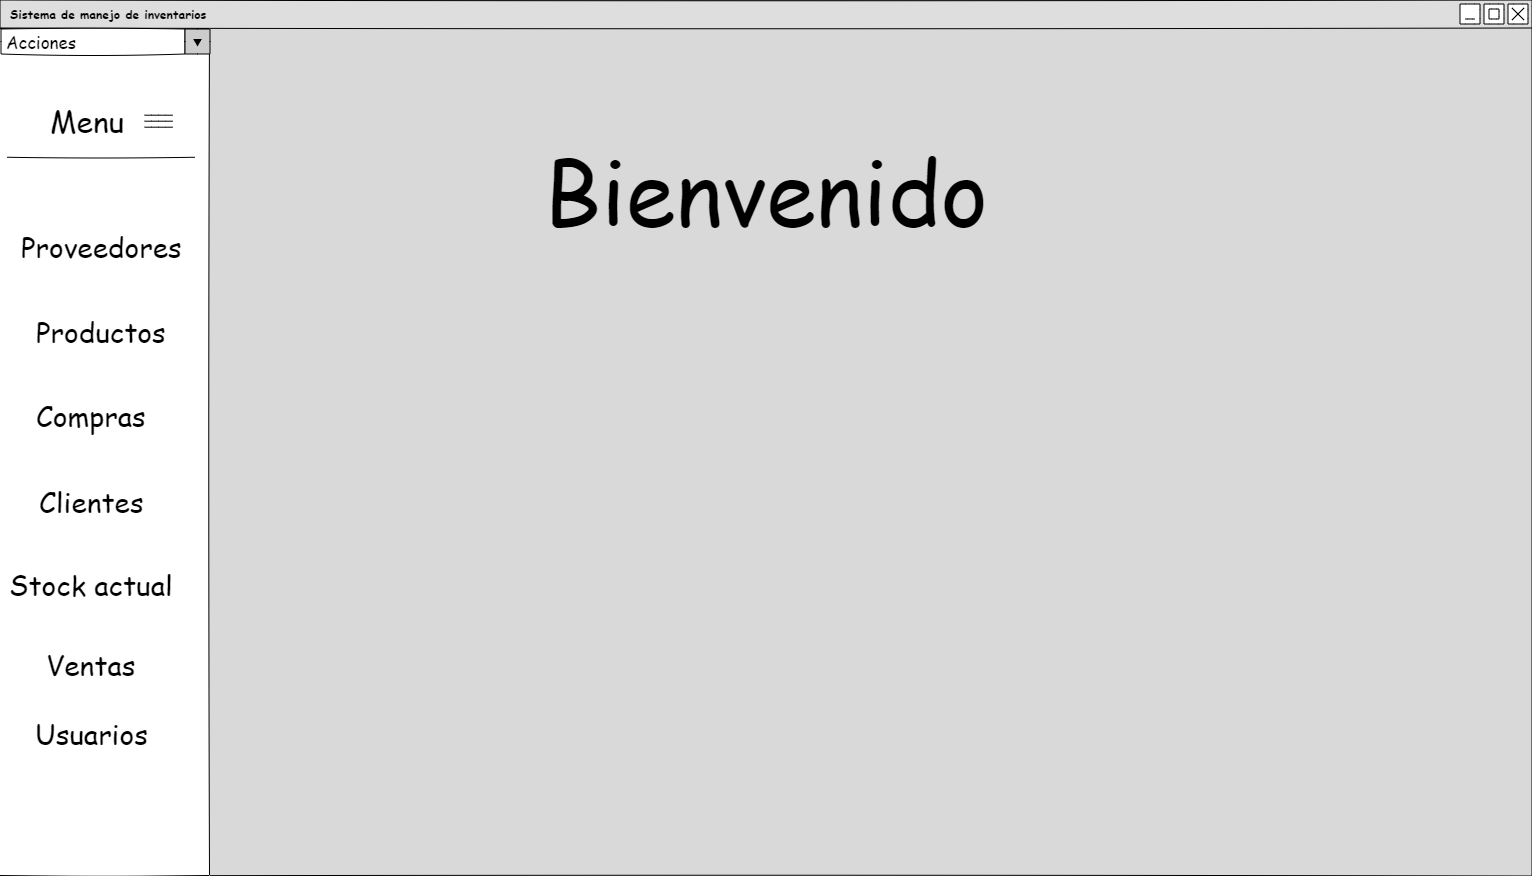 Sistema de manejo de inventarios
Acciones
Menu
Bienvenido
Proveedores
Productos
Compras
Clientes
Stock actual
Ventas
Usuarios